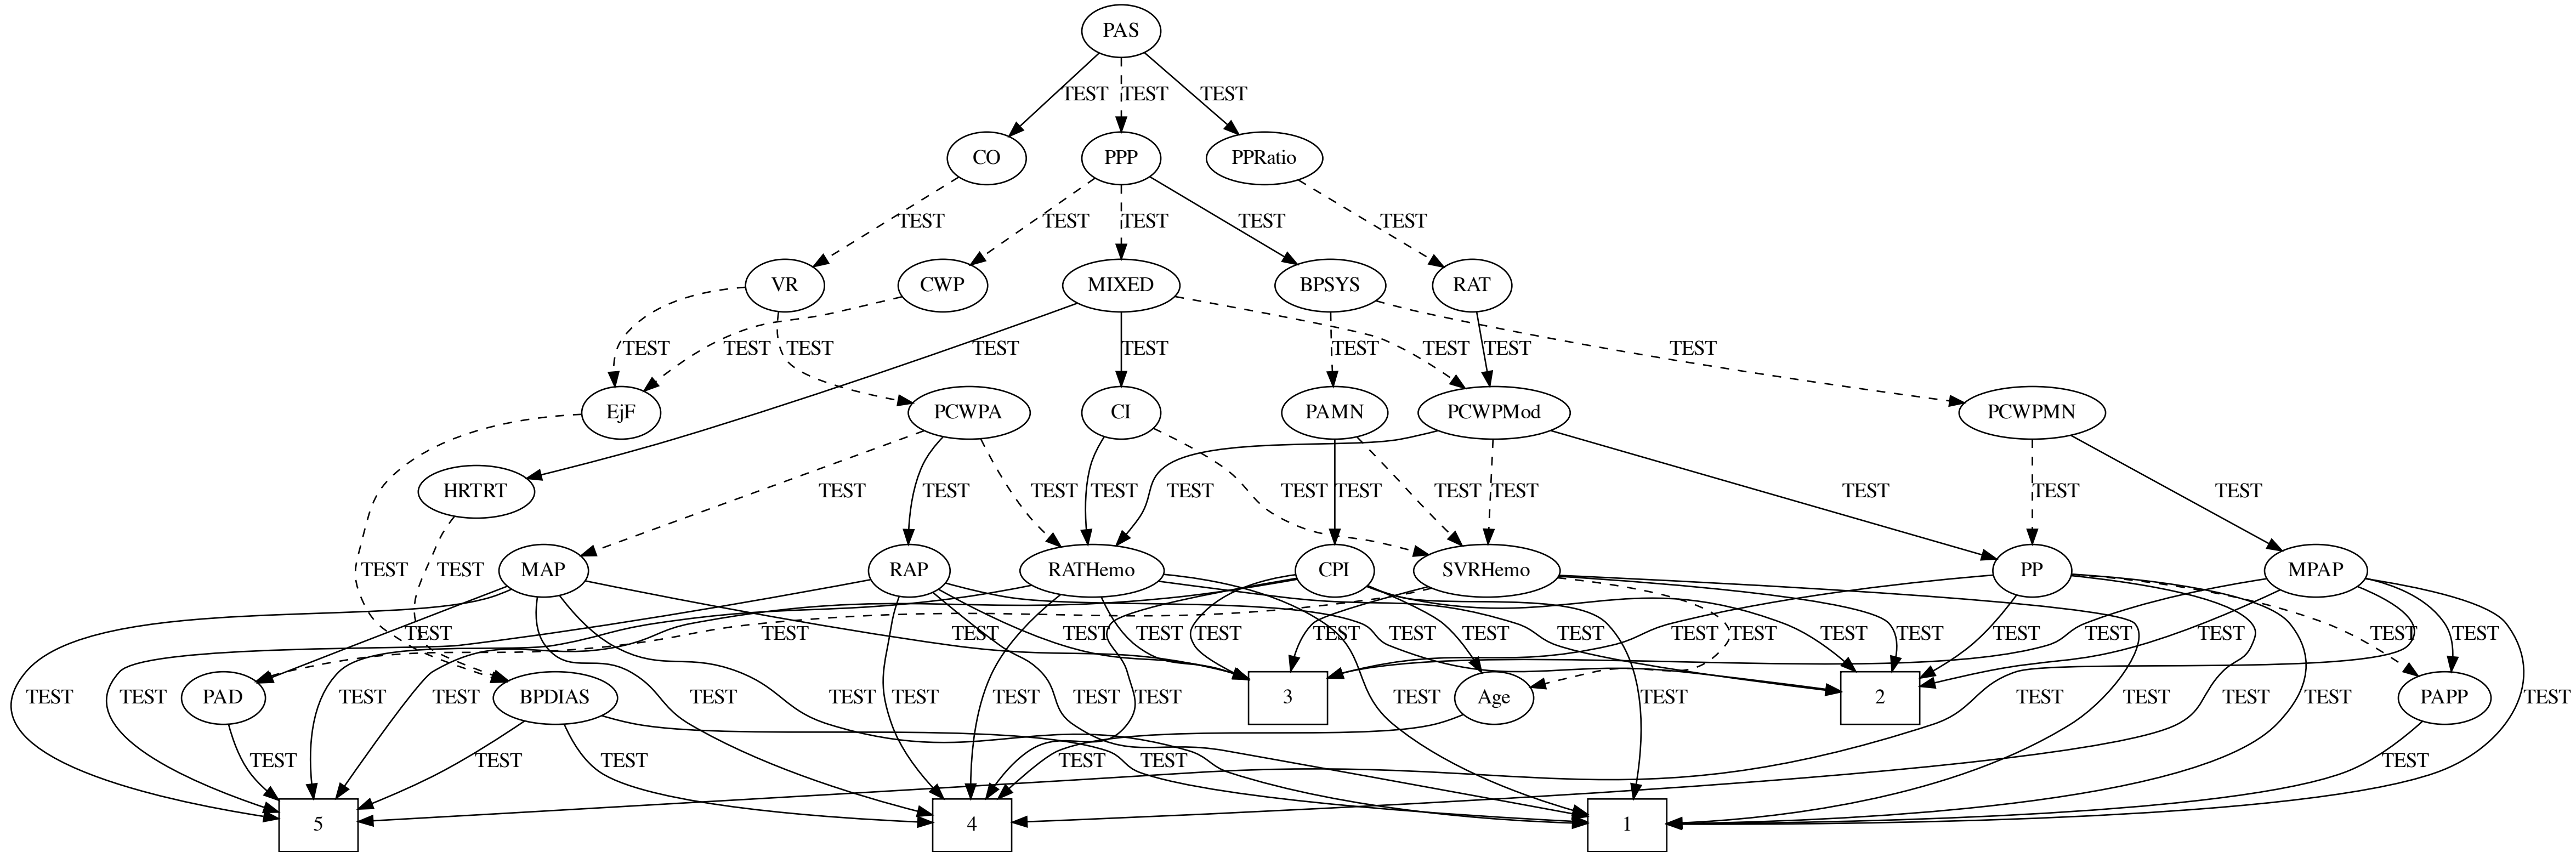 PAS
TEST TEST TEST
CO PPP PPRatio
TEST TEST TEST TEST TEST
VR CWP MIXED BPSYS RAT
TEST TEST TEST TEST TEST TEST TEST TEST TEST
EjF PCWPA CI PAMN PCWPMod PCWPMN
HRTRT TEST TEST TEST TEST TEST TEST TEST TEST TEST TEST TEST TEST
TEST TEST MAP RAP RATHemo CPI SVRHemo PP MPAP
TEST TEST TEST TEST TEST TEST TEST TEST TEST TEST TEST TEST TEST TEST TEST TEST TEST TEST
TEST TEST PAD TEST TEST BPDIAS TEST TEST TEST TEST TEST TEST 3 TEST Age TEST 2 TEST TEST TEST TEST PAPP TEST
TEST TEST TEST TEST TEST TEST
5 4 1